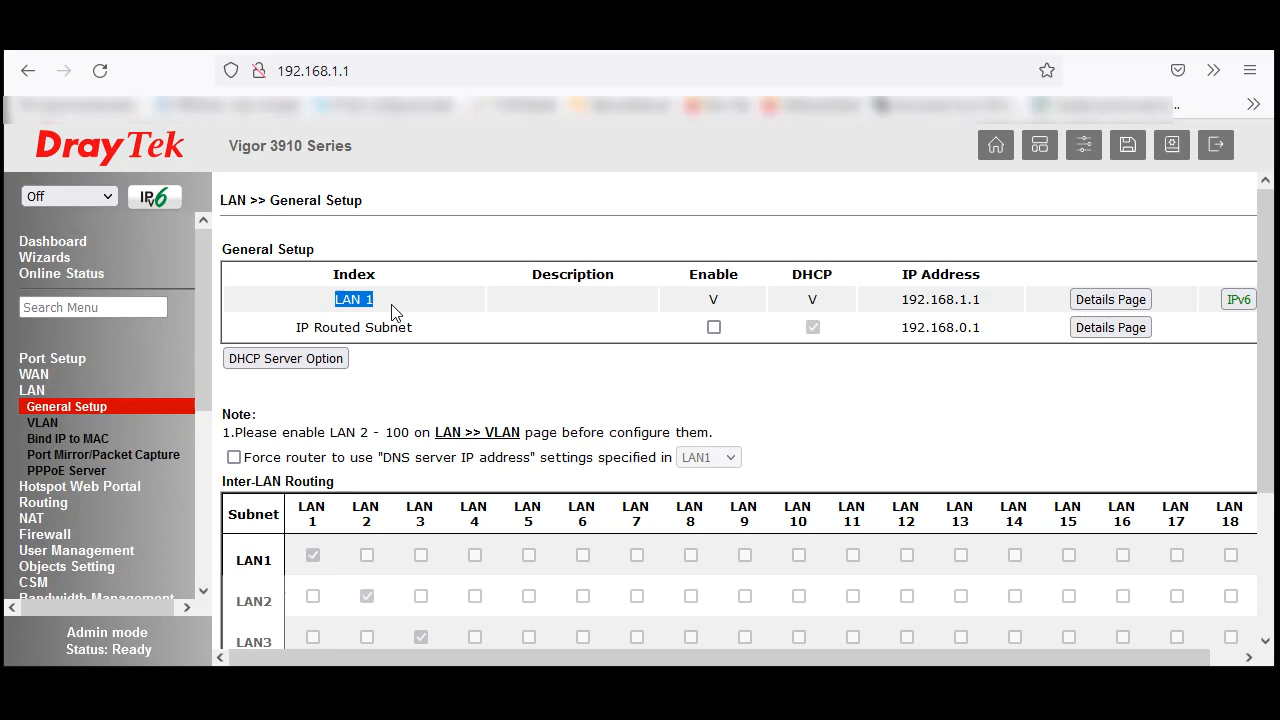 192.168.1.1
DrayTek
Vigor 3910 Series
Off
IPv6
Dashboard
Wizards
Online Status
Search Menu
Port Setup
WAN
LAN
General Setup
VLAN
Bind IP to MAC
Port Mirror/Packet Capture
PPPoE Server
Hotspot Web Portal
Routing
NAT
Firewall
User Management
Objects Setting
CSM
Bandwidth Management
Admin mode
Status: Ready
LAN >> General Setup
General Setup
Index Description Enable DHCP IP Address
LAN 1 V V 192.168.1.1 Details Page IPv6
IP Routed Subnet 192.168.0.1 Details Page
DHCP Server Option
Note:
1.Please enable LAN 2 - 100 on LAN >> VLAN page before configure them.
Force router to use "DNS server IP address" settings specified in LAN1
Inter-LAN Routing
Subnet LAN 1 LAN 2 LAN 3 LAN 4 LAN 5 LAN 6 LAN 7 LAN 8 LAN 9 LAN 10 LAN 11 LAN 12 LAN 13 LAN 14 LAN 15 LAN 16 LAN 17 LAN 18
LAN1
LAN2
LAN3